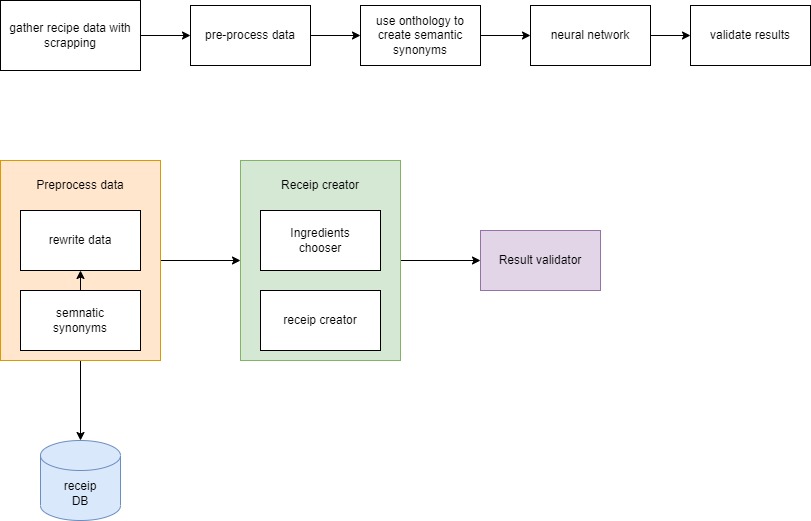 gather recipe data with
scrapping
pre-process data
use onthology to
create semantic
synonyms
neural network
validate results
Preprocess data
rewrite data
semnatic
synonyms
Receip creator
Ingredients
chooser
receip creator
Result validator
receip
DB